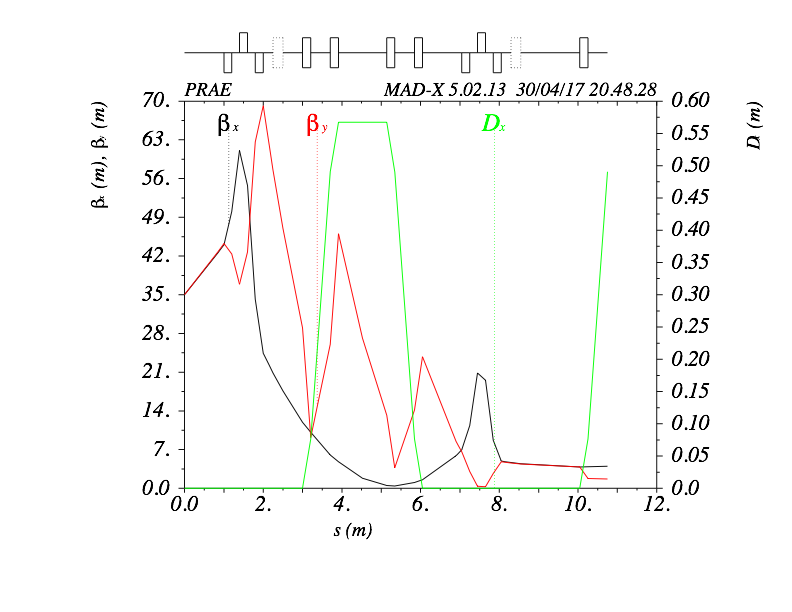 PRAE MAD-X 5.02.13 30/04/17 20.48.28
70. 0.60
βx βy Dx
63. 0.55
56. 0.50
49. 0.45
42. 0.40
35. 0.35
0.30
28. 0.25
21. 0.20
14. 0.15
0.10
7. 0.05
0.0 0.0
0.0 2. 4. 6. 8. 10. 12.
s (m)
βx (m), βy (m)
D (m)